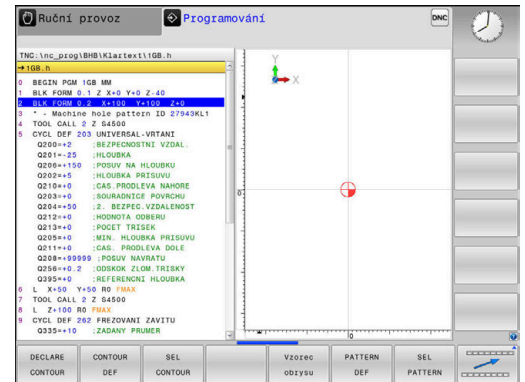 Ruční provoz
Programování
DNC
TNC:\nc_prog\BHB\Klartext\1GB.h
→1GB.h
0 BEGIN PGM 1GB MM
1 BLK FORM 0.1 Z X+0 Y+0 Z-40
2 BLK FORM 0.2 X+100 Y+100 Z+0
3 * - Machine hole pattern ID 27943KL1
4 TOOL CALL 2 Z S4500
5 CYCL DEF 203 UNIVERSAL-VRTANI
Q200=+2 ;BEZPECNOSTNI VZDAL.
Q201=-25 ;HLOUBKA
Q206=+150 ;POSUV NA HLOUBKU
Q202=+5 ;HLOUBKA PRISUVU
Q210=+0 ;CAS.PRODLEVA NAHORE
Q203=+0 ;SOURADNICE POVRCHU
Q204=+50 ;2. BEZPEC.VZDALENOST
Q212=+0 ;HODNOTA ODBERU
Q213=+0 ;POCET TRISEK
Q205=+0 ;MIN. HLOUBKA PRISUVU
Q211=+0 ;CAS. PRODLEVA DOLE
Q208=+99999 ;POSUV NAVRATU
Q256=+0.2 ;ODSKOK ZLOM.TRISKY
Q395=+0 ;REFERENCNI HLOUBKA
6 L X+50 Y+50 R0 FMAX
7 TOOL CALL 2 Z S4500
8 L Z+100 R0 FMAX
9 CYCL DEF 262 FREZOVANI ZAVITU
Q335=+10 ;ZADANY PRUMER
Y
X
0
0
DECLARE CONTOUR
CONTOUR DEF
SEL CONTOUR
Vzorec obrysu
PATTERN DEF
SEL PATTERN